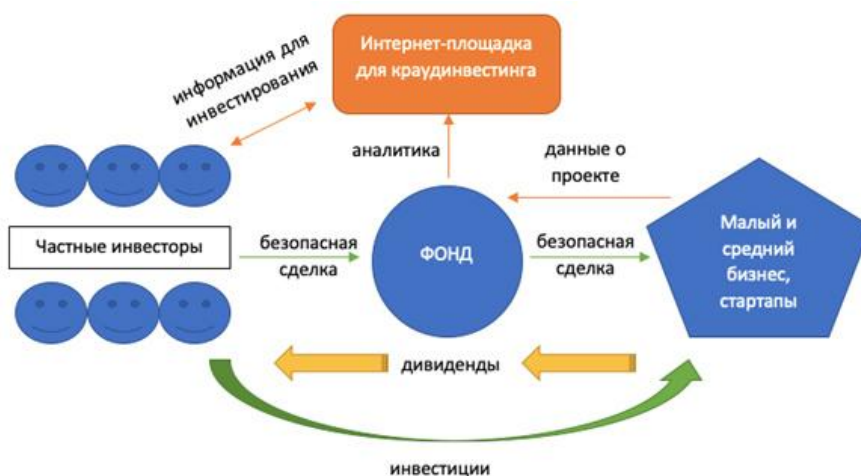 Интернет-площадка
для краудинвестинга
информация для
инвестирования
аналитика
данные о
проекте
Частные инвесторы
безопасная
сделка
ФОНД
безопасная
сделка
Малый и
средний
бизнес,
стартапы
дивиденды
инвестиции